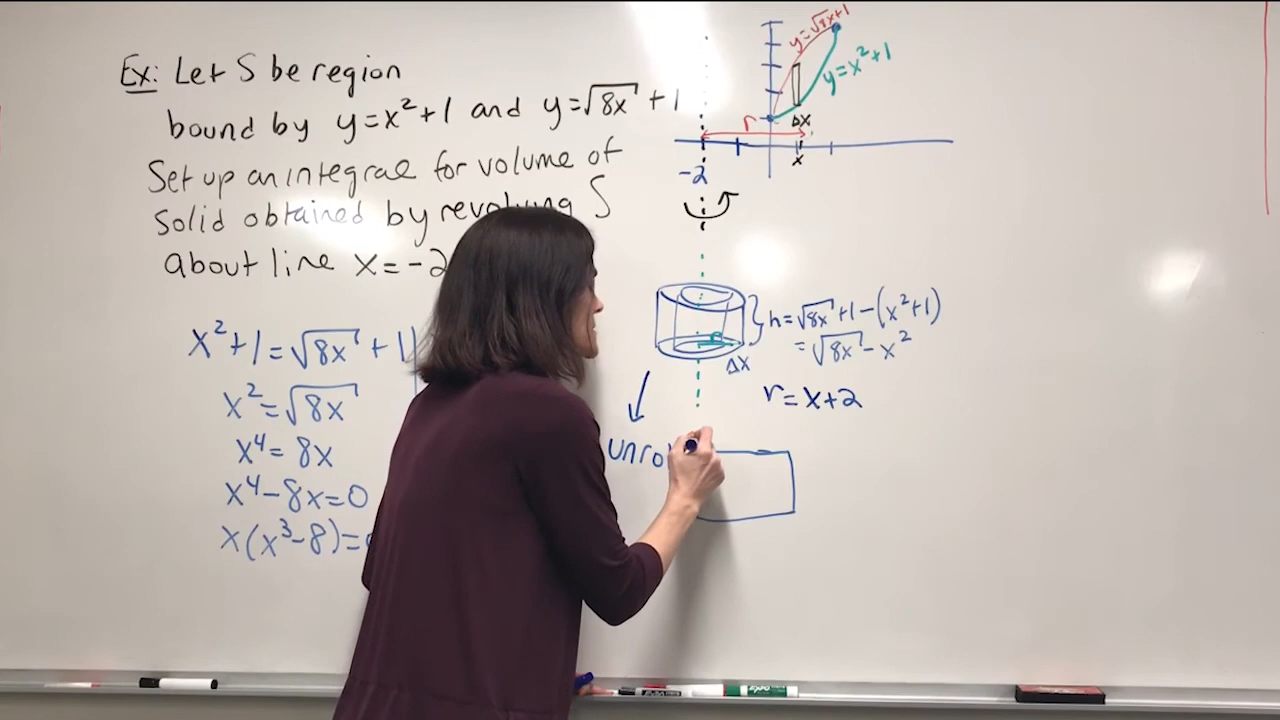 Ex: Let S be region
bound by y=x²+1 and y=√8x +1
Set up an integral for volume of
solid obtained by revolving S
about line x=-2
x²+1=√8x+1
x²=√8x
x⁴=8x
x⁴-8x=0
x(x³-8)=
y=√8x+1
y=x²+1
Δx
r
x
-2
h=√8x+1-(x²+1)
=√8x-x²
r
Δx
r=x+2
unro
EXPO